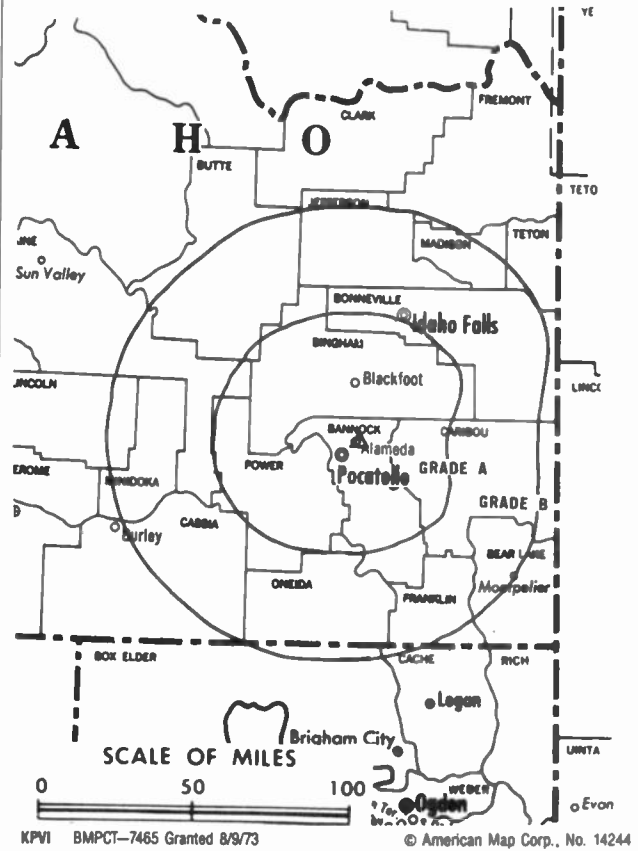 YE
FREMONT
CLARK
A H O
BUTTE
TETO
JEFFERSON
TETON
MADISON
Sun Valley
BONNEVILLE
Idaho Falls
BINGHAM
Blackfoot
LINCOLN
BANNOCK
CARIBOU
Alameda
POWER
GRADE A
Pocatello
MINIDOKA
GRADE B
CASSIA
Burley
BEAR LAKE
ONEIDA
Montpelier
FRANKLIN
BOX ELDER
CACHE
RICH
Logan
Brigham City
SCALE OF MILES
UINTA
WEBER
0 50 100
Ogden
Evan
KPVI BMPCT–7465 Granted 8/9/73
© American Map Corp., No. 14244